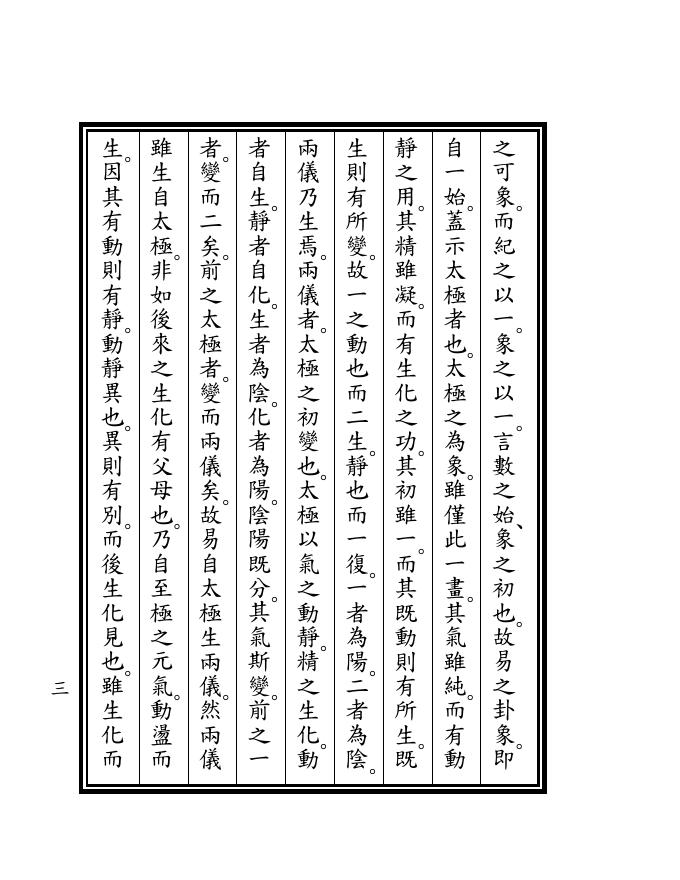 之可象。而紀之以一。象之以一。言數之始、象之初也。故易之卦象。即
自一始。蓋示太極者也。太極之為象。雖僅此一畫。其氣雖純。而有動
靜之用。其精雖凝。而有生化之功。其初雖一。而其既動則有所生。既
生則有所變。故一之動也而二生。靜也而一復。一者為陽。二者為陰。
兩儀乃生焉。兩儀者。太極之初變也。太極以氣之動靜。精之生化。動
者自生。靜者自化。生者為陰。化者為陽。陰陽既分。其氣斯變。前之一
者。變而二矣。前之太極者。變而兩儀矣。故易自太極生兩儀。然兩儀
雖生自太極。非如後來之生化有父母也。乃自至極之元氣。動盪而
生。因其有動則有靜。動靜異也。異則有別。而後生化見也。雖生化而
三